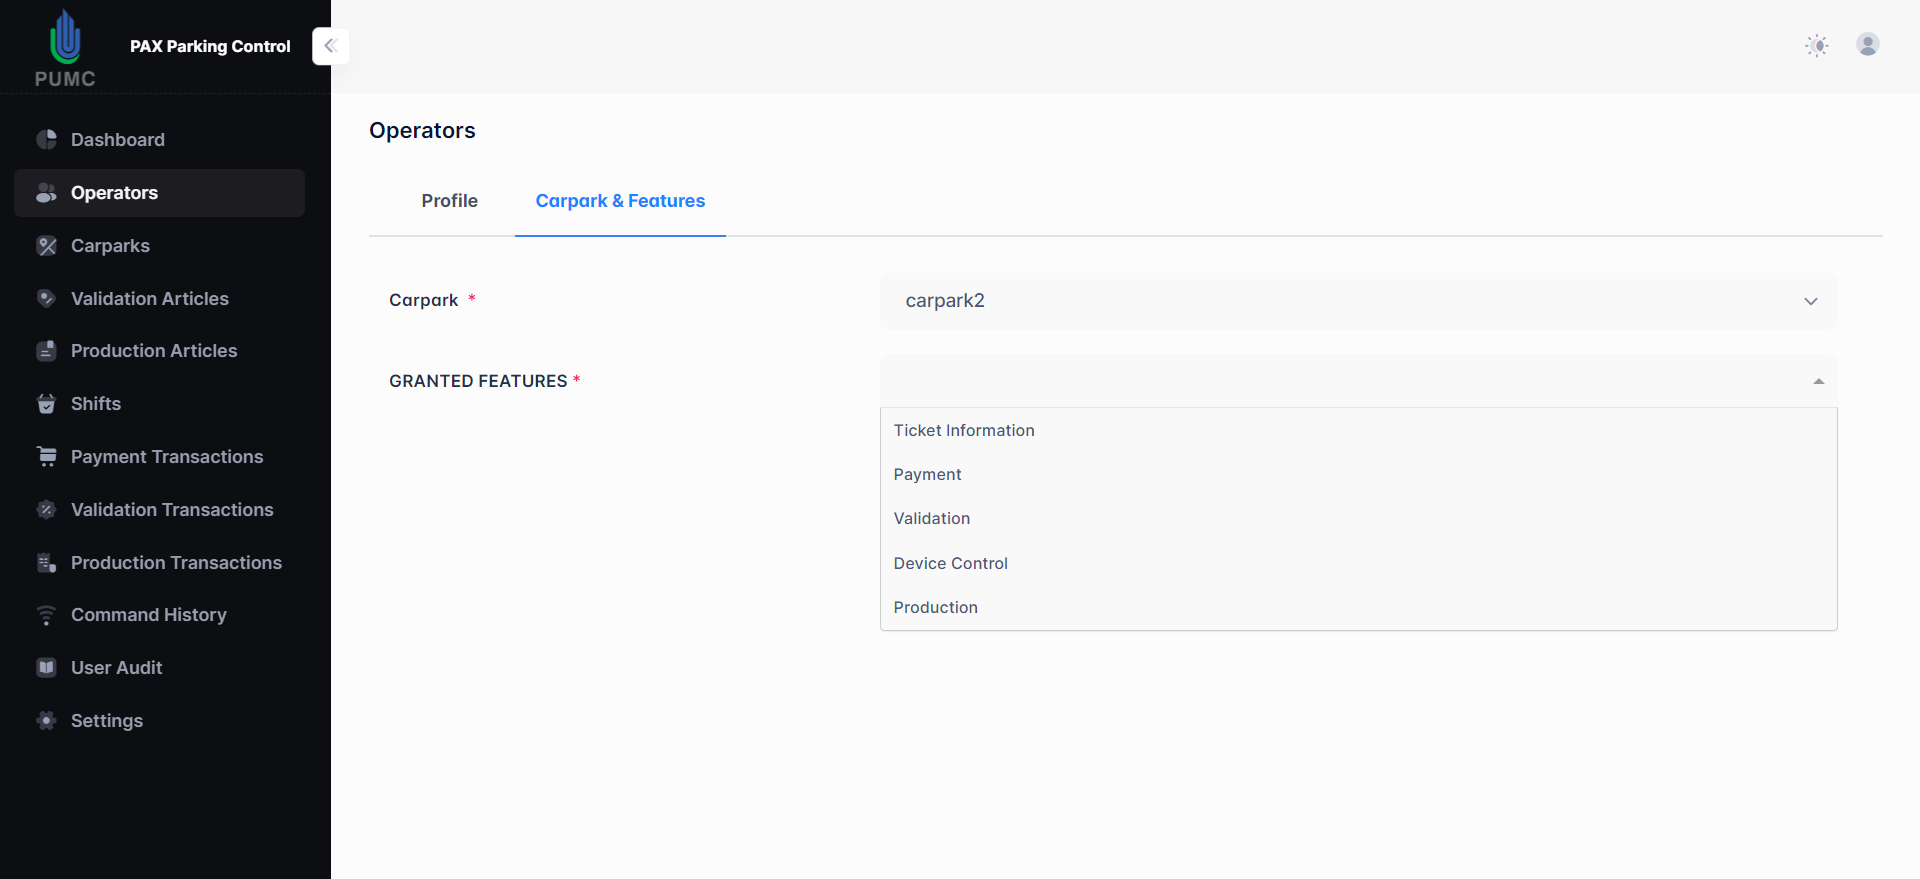 PUMC
PAX Parking Control
Dashboard
Operators
Carparks
Validation Articles
Production Articles
Shifts
Payment Transactions
Validation Transactions
Production Transactions
Command History
User Audit
Settings
Operators
Profile
Carpark & Features
Carpark *
carpark2
GRANTED FEATURES *
Ticket Information
Payment
Validation
Device Control
Production